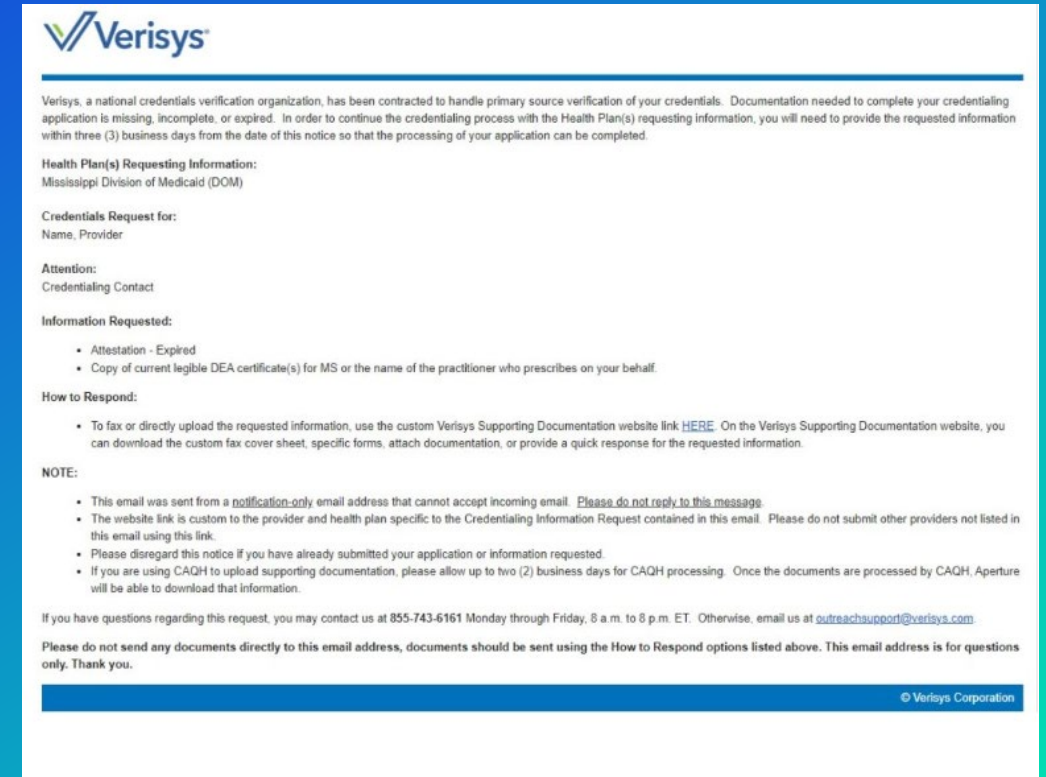 Verisys
Verisys, a national credentials verification organization, has been contracted to handle primary source verification of your credentials. Documentation needed to complete your credentialing
application is missing, incomplete, or expired. In order to continue the credentialing process with the Health Plan(s) requesting information, you will need to provide the requested information
within three (3) business days from the date of this notice so that the processing of your application can be completed.
Health Plan(s) Requesting Information:
Mississippi Division of Medicaid (DOM)
Credentials Request for:
Name, Provider
Attention:
Credentialing Contact
Information Requested:
• Attestation - Expired
• Copy of current legible DEA certificate(s) for MS or the name of the practitioner who prescribes on your behalf.
How to Respond:
• To fax or directly upload the requested information, use the custom Verisys Supporting Documentation website link HERE. On the Verisys Supporting Documentation website, you
can download the custom fax cover sheet, specific forms, attach documentation, or provide a quick response for the requested information.
NOTE:
• This email was sent from a notification-only email address that cannot accept incoming email. Please do not reply to this message.
• The website link is custom to the provider and health plan specific to the Credentialing Information Request contained in this email. Please do not submit other providers not listed in
this email using this link.
• Please disregard this notice if you have already submitted your application or information requested.
• If you are using CAQH to upload supporting documentation, please allow up to two (2) business days for CAQH processing. Once the documents are processed by CAQH, Aperture
will be able to download that information.
If you have questions regarding this request, you may contact us at 855-743-6161 Monday through Friday, 8 a.m. to 8 p.m. ET. Otherwise, email us at outreachsupport@verisys.com.
Please do not send any documents directly to this email address, documents should be sent using the How to Respond options listed above. This email address is for questions
only. Thank you.
© Verisys Corporation